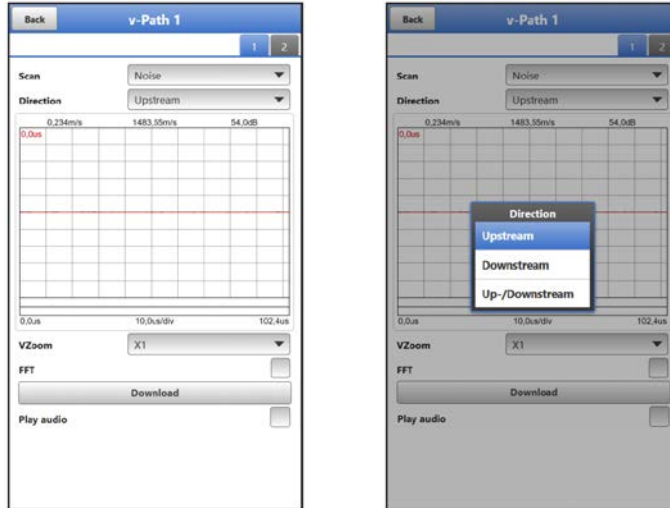 Back v-Path 1
1 2
Scan Noise
Direction Upstream
0,234m/s 1483,55m/s 54,0dB
0,0us
0,0us 10,0us/div 102,4us
VZoom X1
FFT
Download
Play audio
Back v-Path 1
1 2
Scan Noise
Direction Upstream
0,234m/s 1483,55m/s 54,0dB
0,0us
Direction
Upstream
Downstream
Up-/Downstream
0,0us 10,0us/div 102,4us
VZoom X1
FFT
Download
Play audio